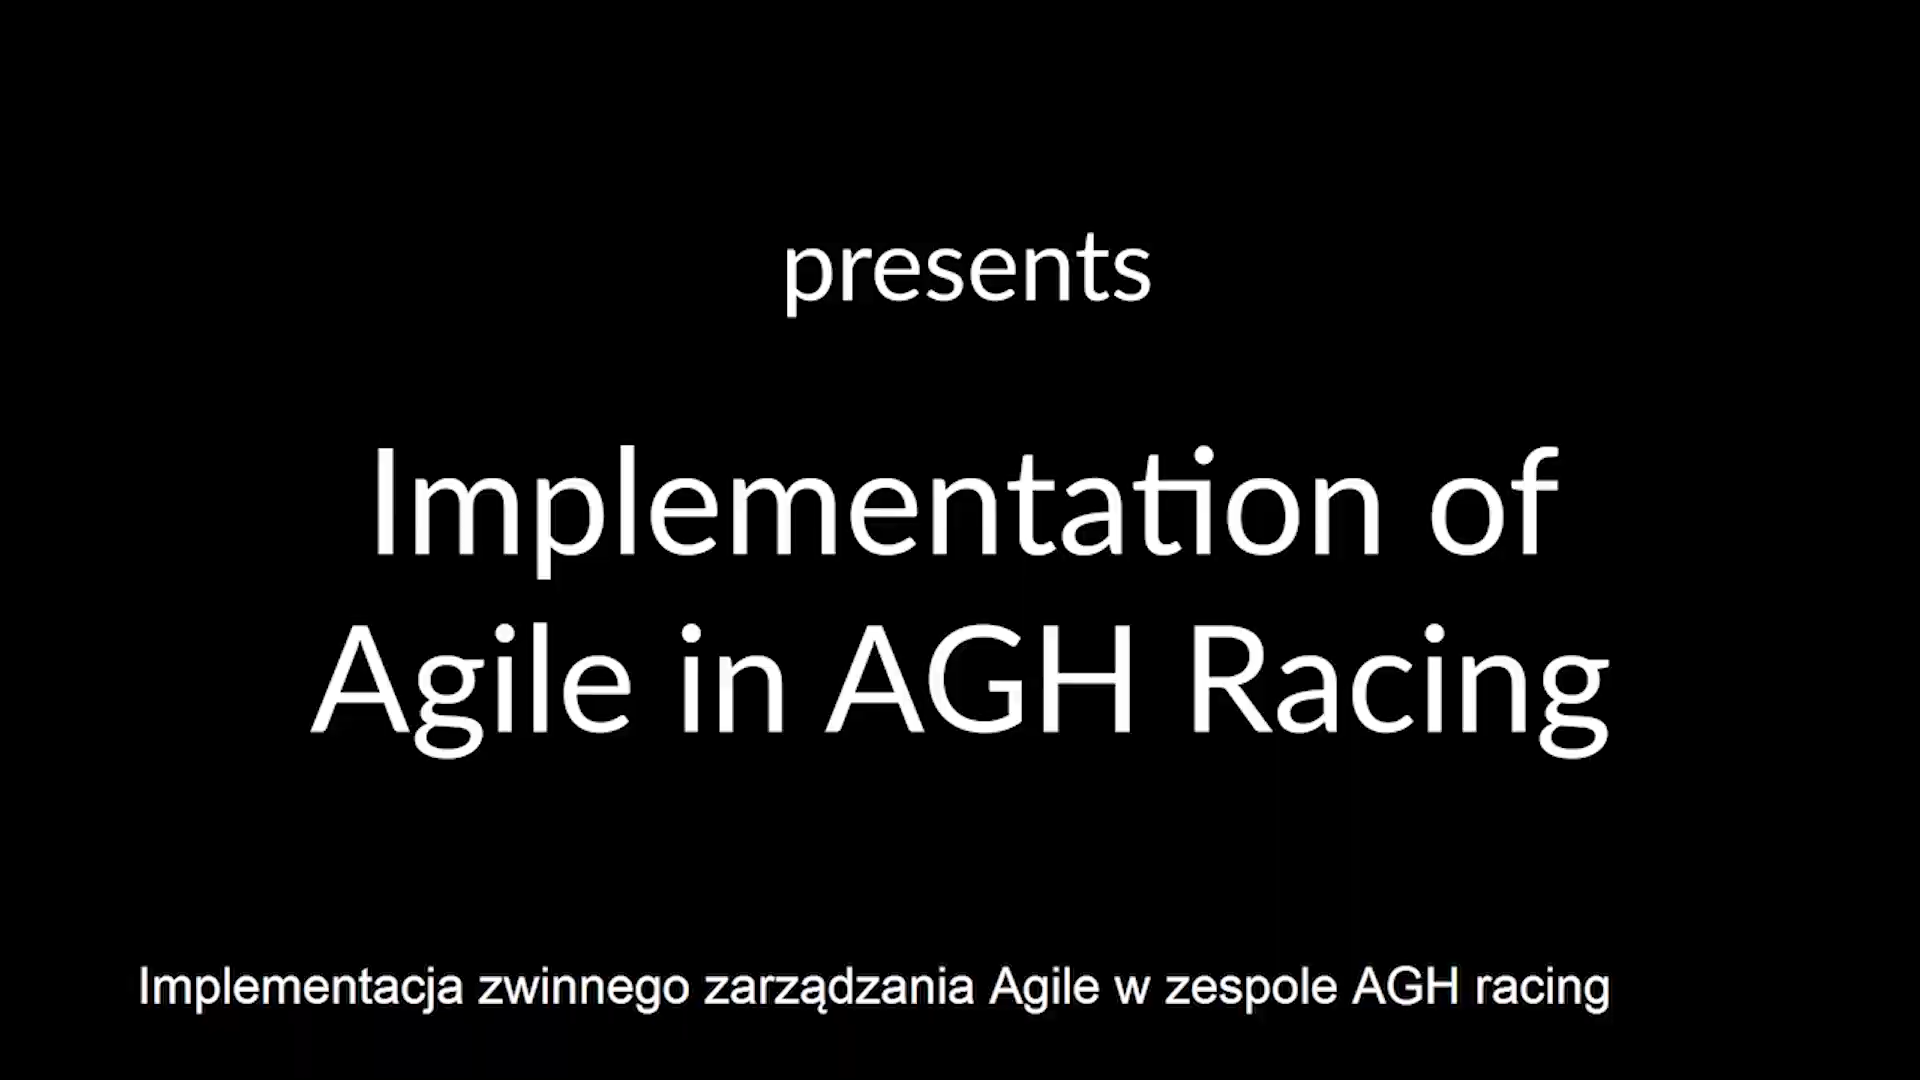 presents
Implementation of
Agile in AGH Racing
Implementacja zwinnego zarządzania Agile w zespole AGH racing